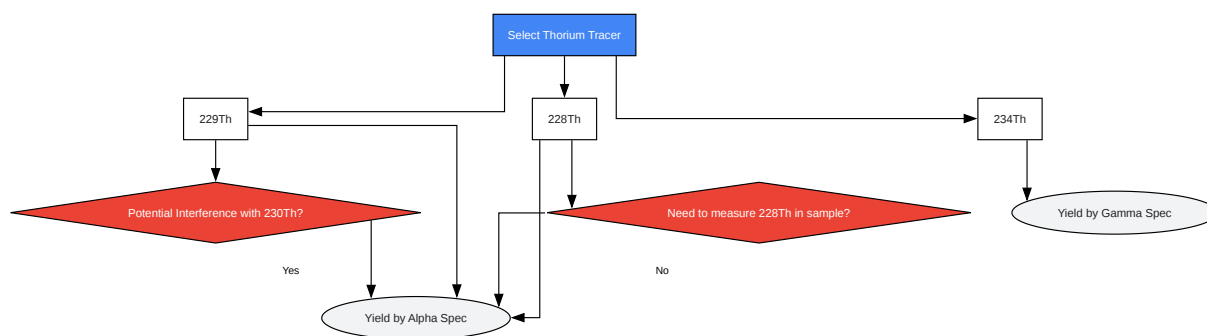 Select Thorium Tracer
229Th
228Th
234Th
Potential Interference with 230Th?
Need to measure 228Th in sample?
Yield by Gamma Spec
Yes
No
Yield by Alpha Spec